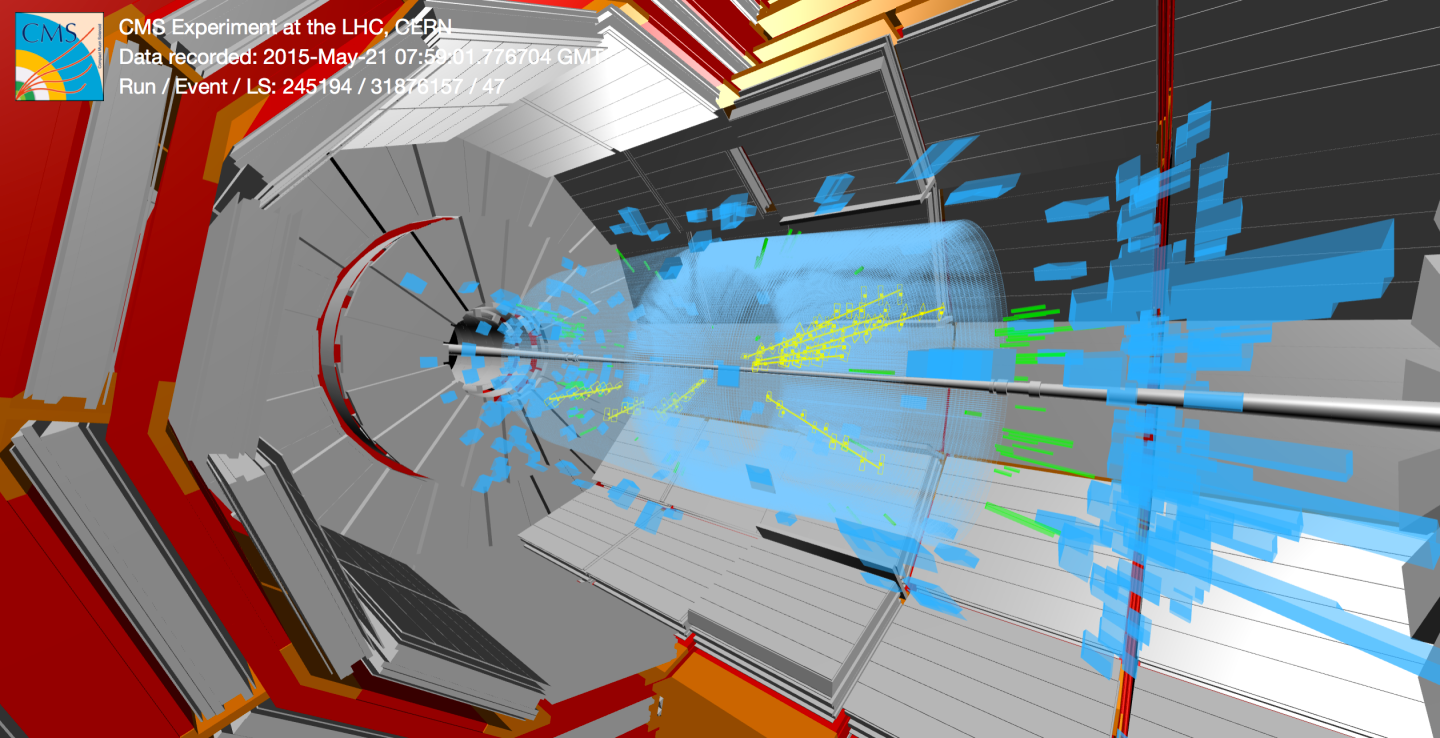 CMS
CMS Experiment at the LHC, CERN
Data recorded: 2015-May-21 07:59:01.776704 GMT
Run / Event / LS: 245194 / 31876157 / 47